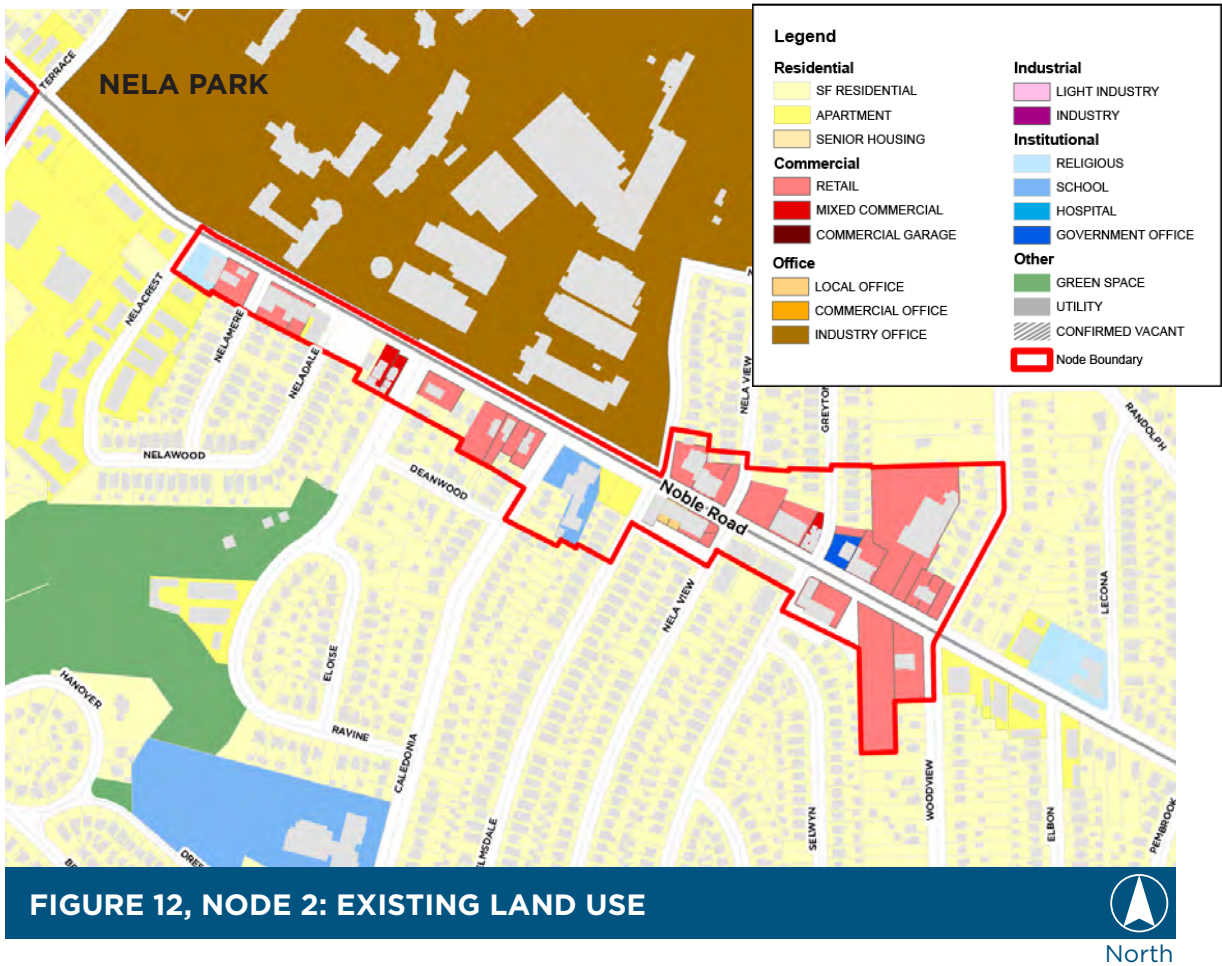 TERRACE
NELA PARK
Legend
Residential
SF RESIDENTIAL
APARTMENT
SENIOR HOUSING
Commercial
RETAIL
MIXED COMMERCIAL
COMMERCIAL GARAGE
Office
LOCAL OFFICE
COMMERCIAL OFFICE
INDUSTRY OFFICE
Industrial
LIGHT INDUSTRY
INDUSTRY
Institutional
RELIGIOUS
SCHOOL
HOSPITAL
GOVERNMENT OFFICE
Other
GREEN SPACE
UTILITY
CONFIRMED VACANT
Node Boundary
NELACREST
NELAMERE
NELADALE
NELA VIEW
RANDOLPH
NELAWOOD
DEANWOOD
Noble Road
NELA VIEW
LECONA
ELOISE
HANOVER
RAVINE
CALEDONIA
SELWYN
WOODVIEW
ELBON
PEMBROOK
FIGURE 12, NODE 2: EXISTING LAND USE
North